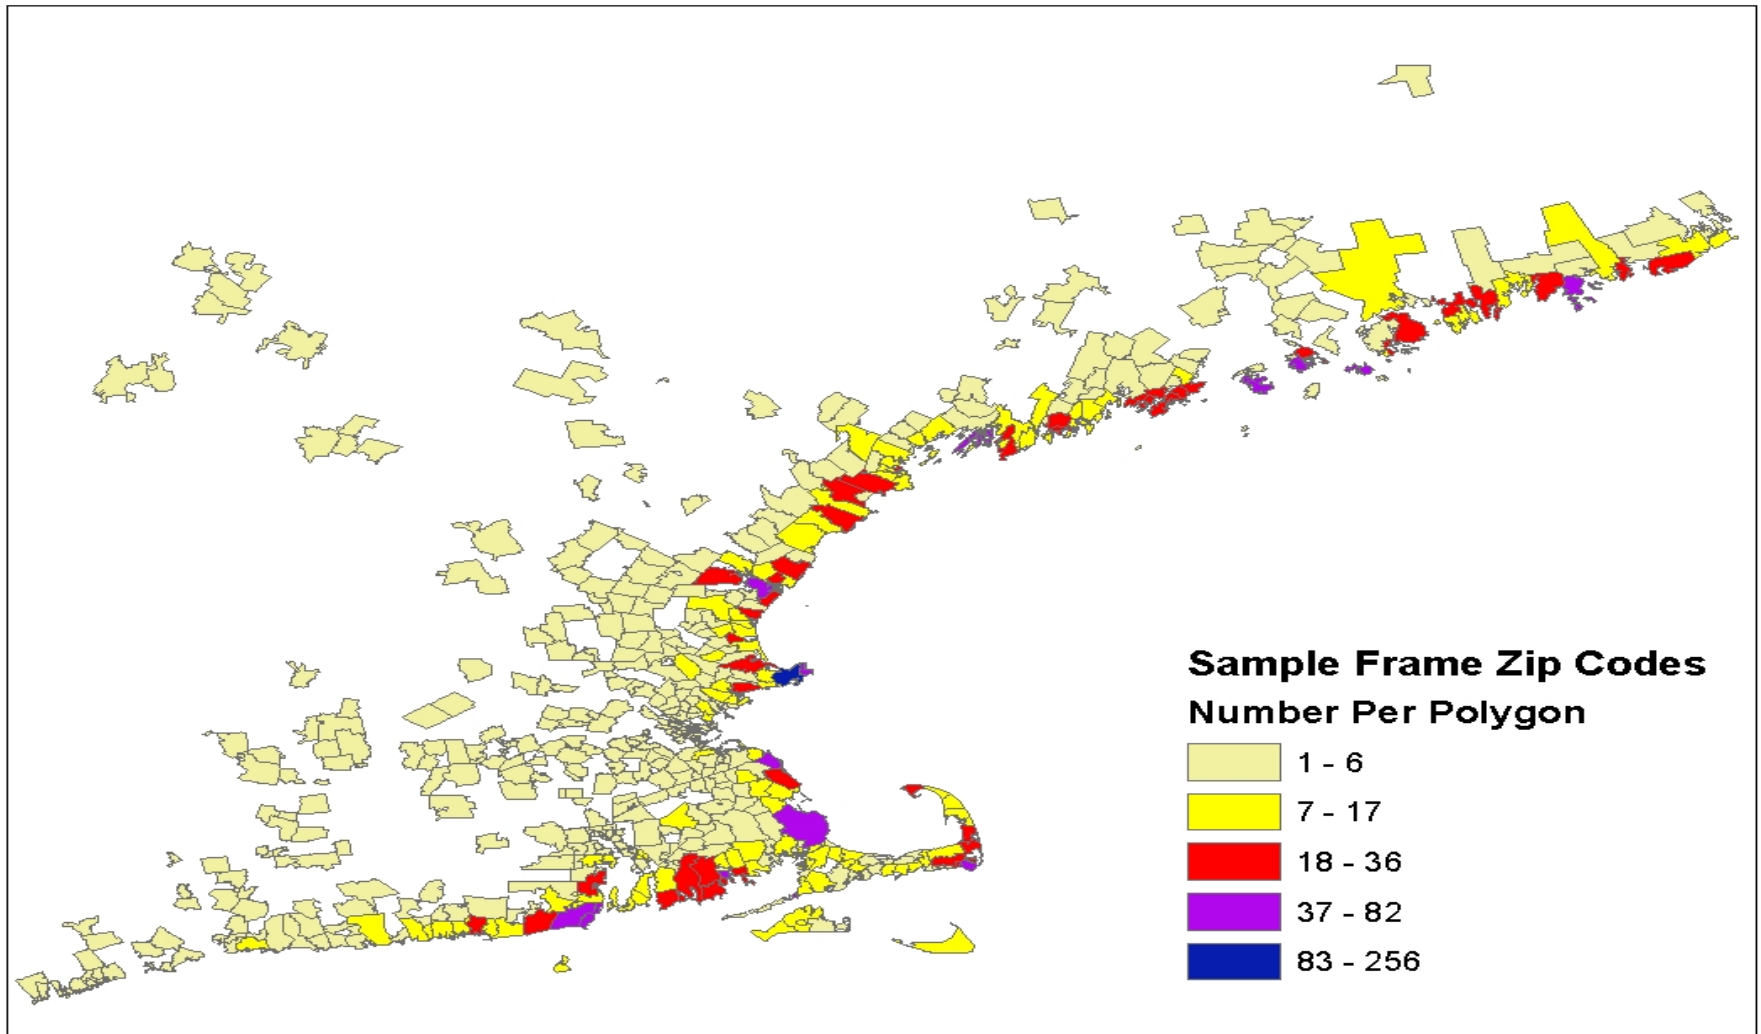 Sample Frame Zip Codes
Number Per Polygon
1 - 6
7 - 17
18 - 36
37 - 82
83 - 256